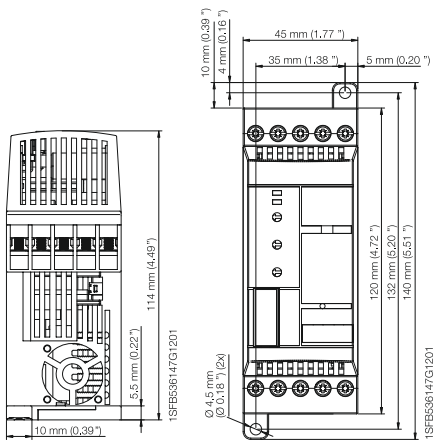 10 mm (0.39 ")
4 mm (0.16 ")
45 mm (1.77 ")
35 mm (1.38 ")
5 mm (0.20 ")
114 mm (4.49")
5,5 mm (0.22")
10 mm (0.39")
1SFB536147G1201
120 mm (4.72 ")
132 mm (5.20 ")
140 mm (5.51 ")
Ø 4,5 mm
(Ø 0.18 ") (2x)
1SFB536147G1201